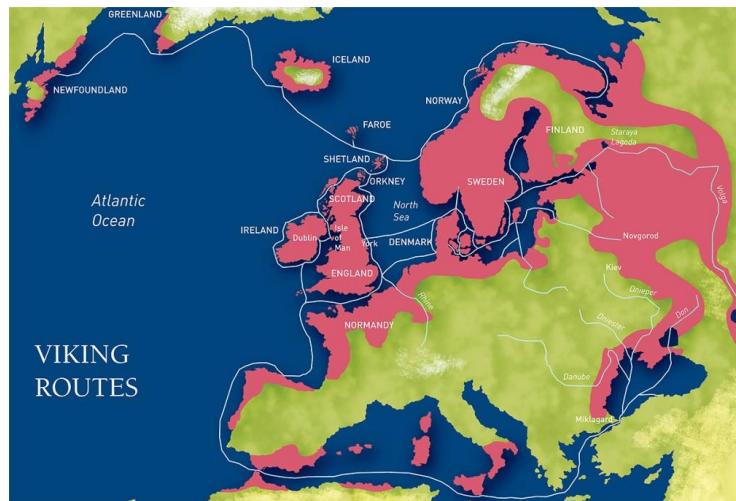 GREENLAND
ICELAND
NEWFOUNDLAND
NORWAY
FAROE
FINLAND
Staraya
Lagoda
SHETLAND
ORKNEY
SWEDEN
SCOTLAND
Volga
Atlantic
Ocean
North
Sea
IRELAND
Dublin
Isle
of
Man
York
DENMARK
Novgorod
ENGLAND
Kiev
Rhine
Dnieper
Don
NORMANDY
Dniester
VIKING
ROUTES
Danube
Miklagard